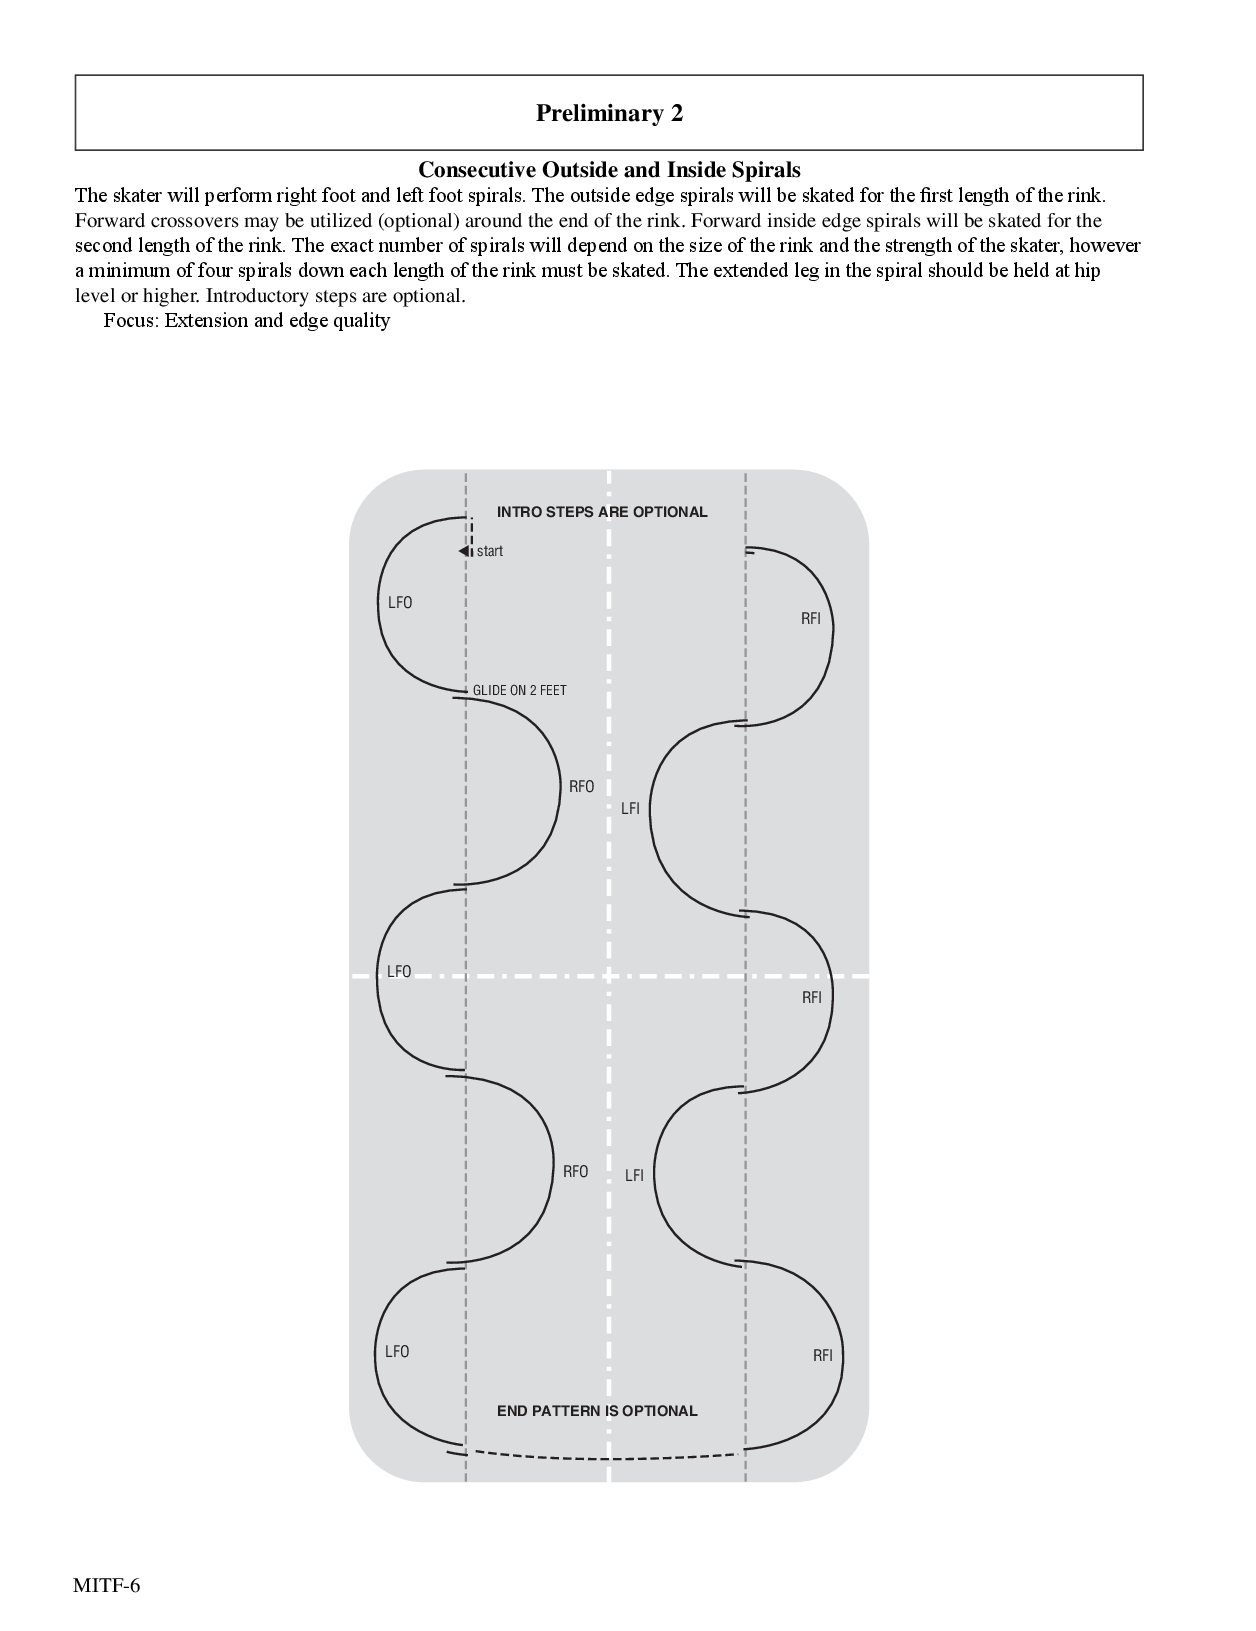 Preliminary 2
Consecutive Outside and Inside Spirals
The skater will perform right foot and left foot spirals. The outside edge spirals will be skated for the first length of the rink.
Forward crossovers may be utilized (optional) around the end of the rink. Forward inside edge spirals will be skated for the
second length of the rink. The exact number of spirals will depend on the size of the rink and the strength of the skater, however
a minimum of four spirals down each length of the rink must be skated. The extended leg in the spiral should be held at hip
level or higher. Introductory steps are optional.
Focus: Extension and edge quality
INTRO STEPS ARE OPTIONAL
start
LFO
RFI
GLIDE ON 2 FEET
RFO
LFI
LFO
RFI
RFO
LFI
LFO
RFI
END PATTERN IS OPTIONAL
MITF-6